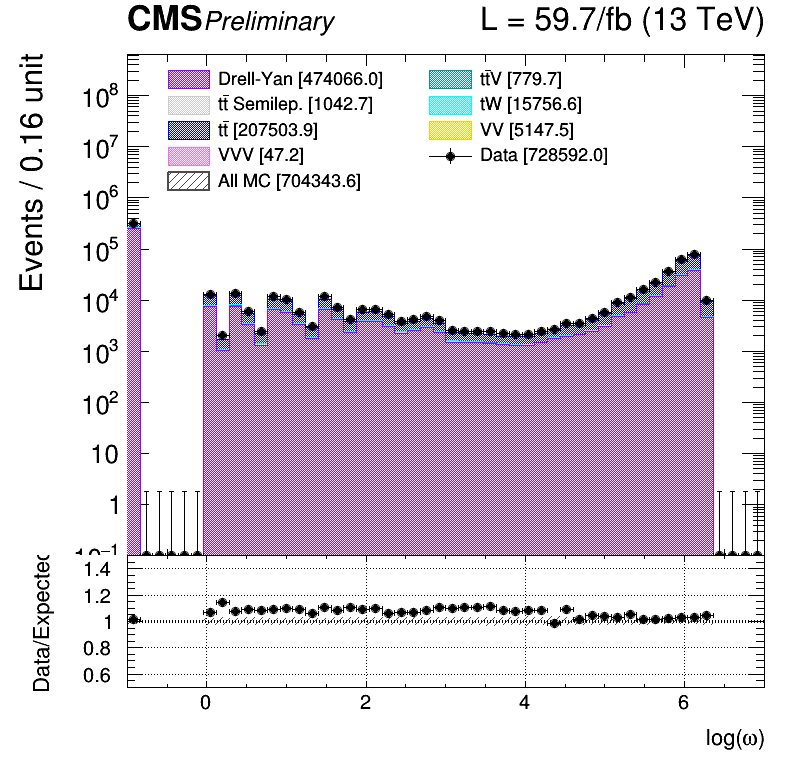 CMS Preliminary L = 59.7/fb (13 TeV)
Events / 0.16 unit
Drell-Yan [474066.0]
tt̄ Semilep. [1042.7]
tt̄ [207503.9]
VVV [47.2]
All MC [704343.6]
tt̄V [779.7]
tW [15756.6]
VV [5147.5]
Data [728592.0]
10⁸
10⁷
10⁶
10⁵
10⁴
10³
10²
10
1
10⁻¹
Data/Expected
1.4
1.2
1
0.8
0.6
0 2 4 6
log(ω)